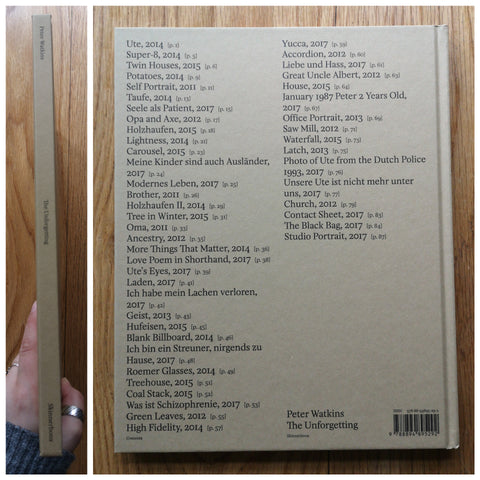 Peter Watkins
The Unforgetting
Skinnerboox
Ute, 2014 [p.1]
Super-8, 2014 [p.5]
Twin Houses, 2015 [p.6]
Potatoes, 2014 [p.9]
Self Portrait, 2011 [p.11]
Taufe, 2014 [p.13]
Seele als Patient, 2017 [p.15]
Opa and Axe, 2012 [p.17]
Holzhaufen, 2015 [p.18]
Lightness, 2014 [p.21]
Carousel, 2015 [p.23]
Meine Kinder sind auch Ausländer,
2017 [p.24]
Modernes Leben, 2017 [p.25]
Brother, 2011 [p.26]
Holzhaufen II, 2014 [p.29]
Tree in Winter, 2015 [p.31]
Oma, 2011 [p.33]
Ancestry, 2012 [p.35]
More Things That Matter, 2014 [p.36]
Love Poem in Shorthand, 2017 [p.38]
Ute's Eyes, 2017 [p.39]
Laden, 2017 [p.41]
Ich habe mein Lachen verloren,
2017 [p.42]
Geist, 2013 [p.43]
Hufeisen, 2015 [p.45]
Blank Billboard, 2014 [p.46]
Ich bin ein Streuner, nirgends zu
Hause, 2017 [p.48]
Roemer Glasses, 2014 [p.49]
Treehouse, 2015 [p.51]
Coal Stack, 2015 [p.52]
Was ist Schizophrenie, 2017 [p.53]
Green Leaves, 2012 [p.55]
High Fidelity, 2014 [p.57]
Yucca, 2017 [p.59]
Accordion, 2012 [p.60]
Liebe und Hass, 2017 [p.61]
Great Uncle Albert, 2012 [p.63]
House, 2015 [p.64]
January 1987 Peter 2 Years Old,
2017 [p.67]
Office Portrait, 2013 [p.69]
Saw Mill, 2012 [p.71]
Waterfall, 2015 [p.73]
Latch, 2013 [p.75]
Photo of Ute from the Dutch Police
1993, 2017 [p.76]
Unsere Ute ist nicht mehr unter
uns, 2017 [p.77]
Church, 2012 [p.79]
Contact Sheet, 2017 [p.83]
The Black Bag, 2017 [p.84]
Studio Portrait, 2017 [p.87]
Peter Watkins
The Unforgetting
Skinnerboox
ISBN 978-88-94895-29-2
9 788894 895292